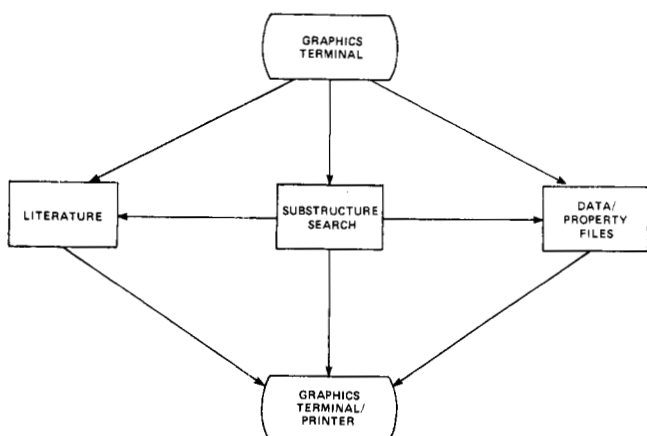 GRAPHICS
TERMINAL
LITERATURE
SUBSTRUCTURE
SEARCH
DATA/
PROPERTY
FILES
GRAPHICS
TERMINAL/
PRINTER